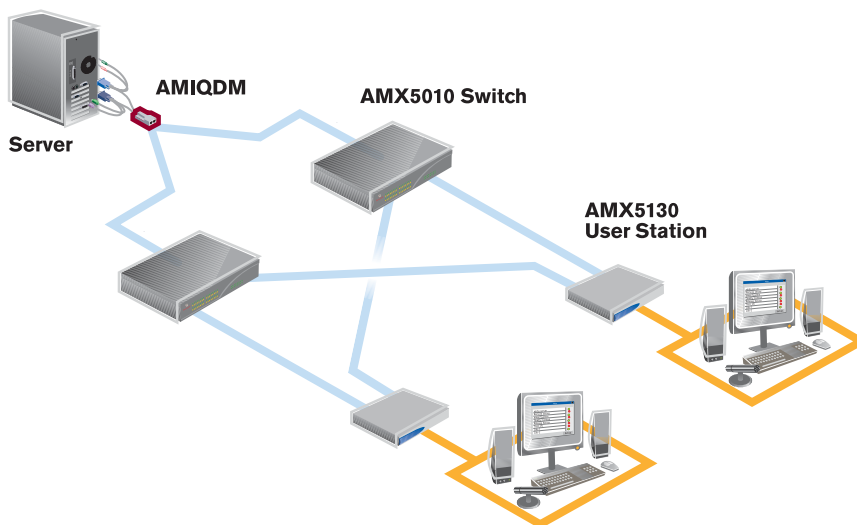 AMIQDM
AMX5010 Switch
Server
AMX5130
User Station